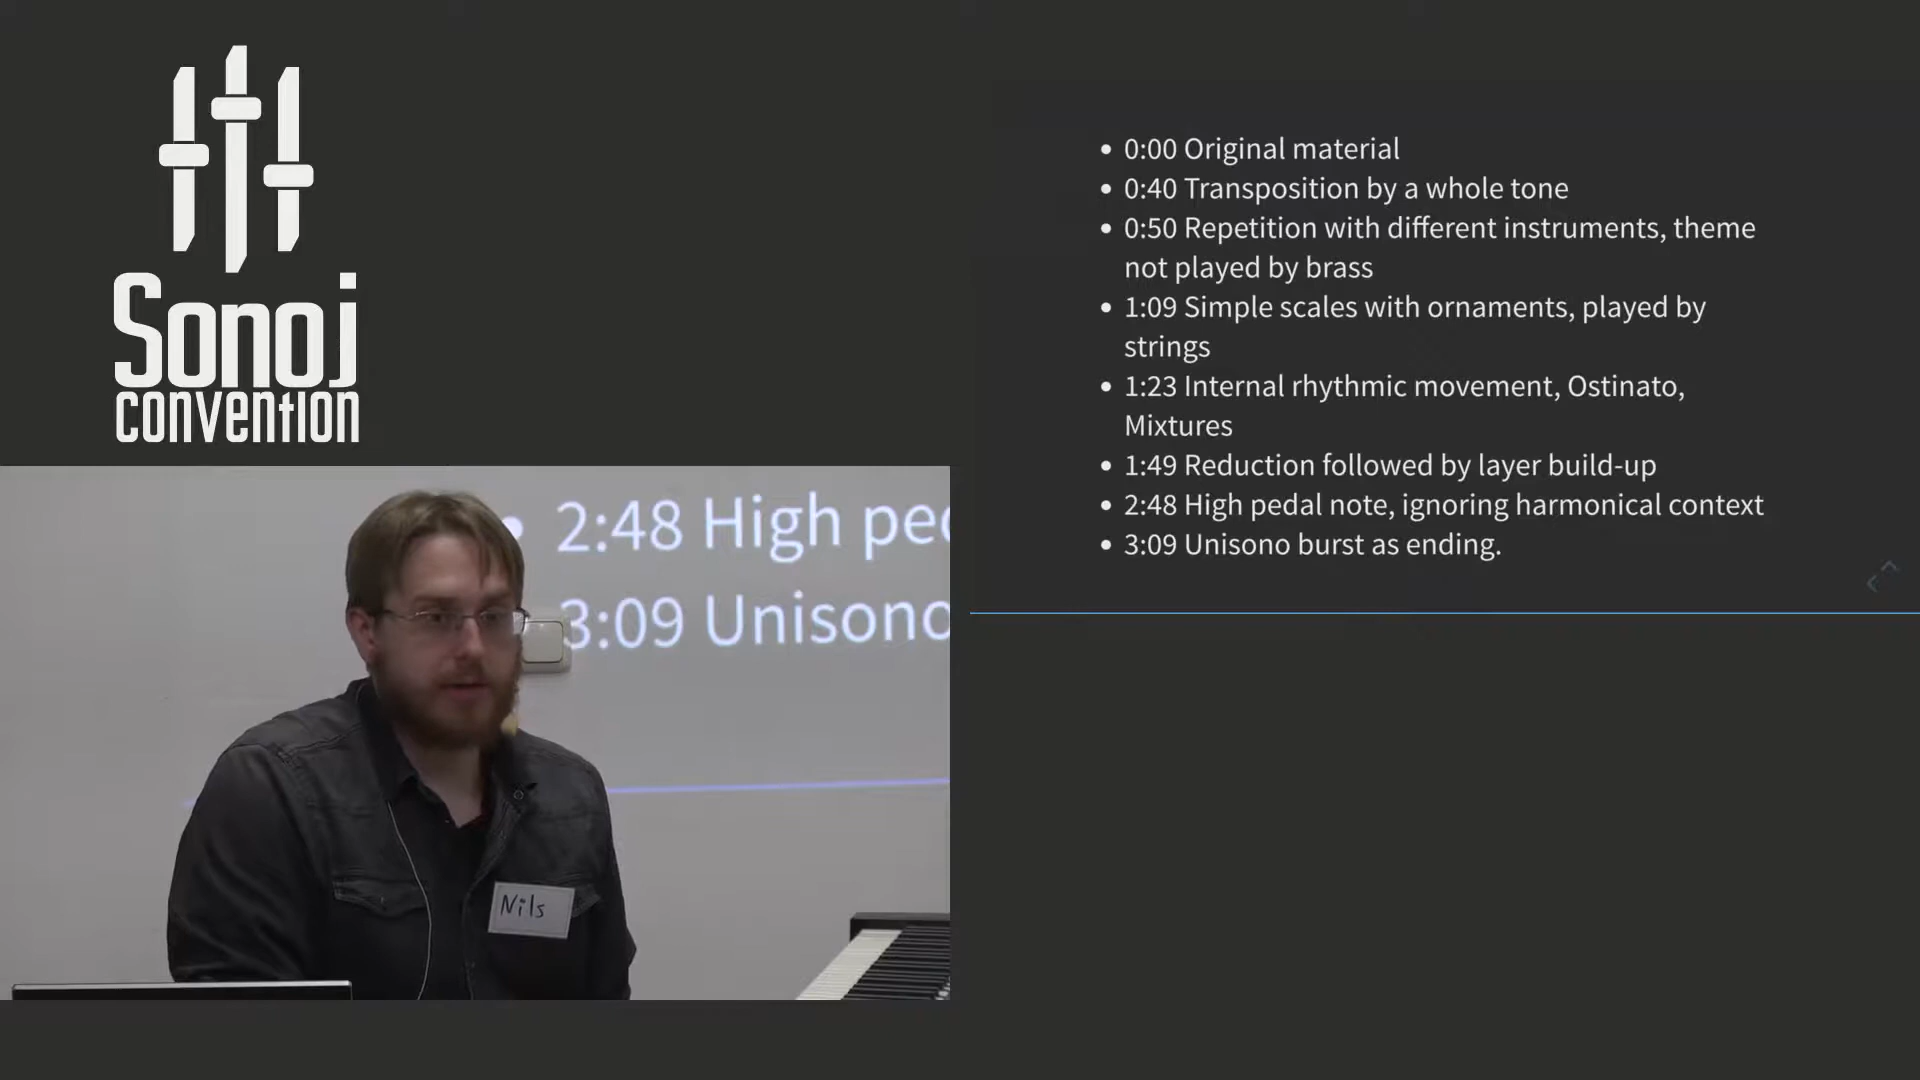 Sonoj
convention
• 0:00 Original material
• 0:40 Transposition by a whole tone
• 0:50 Repetition with different instruments, theme
not played by brass
• 1:09 Simple scales with ornaments, played by
strings
• 1:23 Internal rhythmic movement, Ostinato,
Mixtures
• 1:49 Reduction followed by layer build-up
• 2:48 High pedal note, ignoring harmonical context
• 3:09 Unisono burst as ending.
• 2:48 High ped
3:09 Unisono
Nils